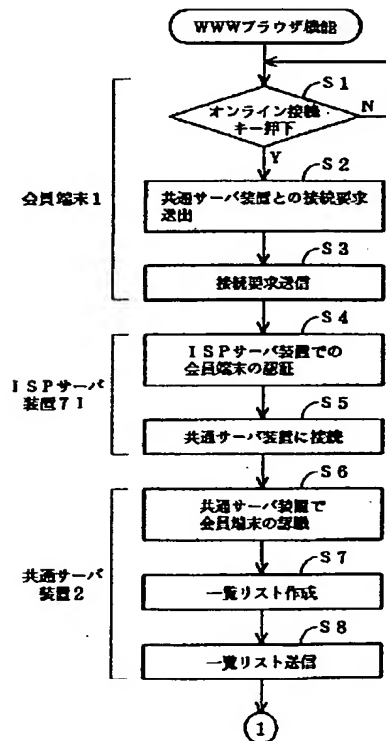 WWWブラウザ機能
S1
オンライン接続
キー押下
N
Y
S2
共通サーバ装置との接続要求
送出
S3
接続要求送信
会員端末1
S4
ISPサーバ装置での
会員端末の認証
S5
共通サーバ装置に接続
ISPサーバ
装置71
S6
共通サーバ装置で
会員端末の認識
S7
一覧リスト作成
S8
一覧リスト送信
共通サーバ
装置2
1